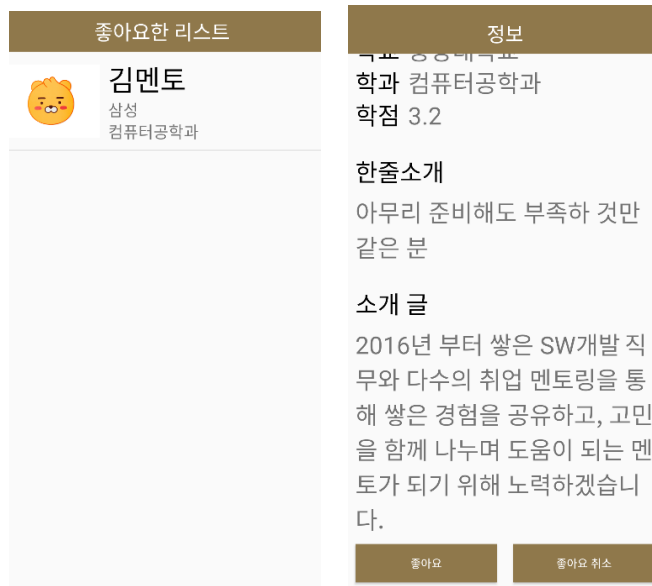 좋아요한 리스트
김멘토
삼성
컴퓨터공학과
정보
학과 컴퓨터공학과
학점 3.2
한줄소개
아무리 준비해도 부족하 것만
같은 분
소개 글
2016년 부터 쌓은 SW개발 직
무와 다수의 취업 멘토링을 통
해 쌓은 경험을 공유하고, 고민
을 함께 나누며 도움이 되는 멘
토가 되기 위해 노력하겠습니
다.
좋아요
좋아요 취소